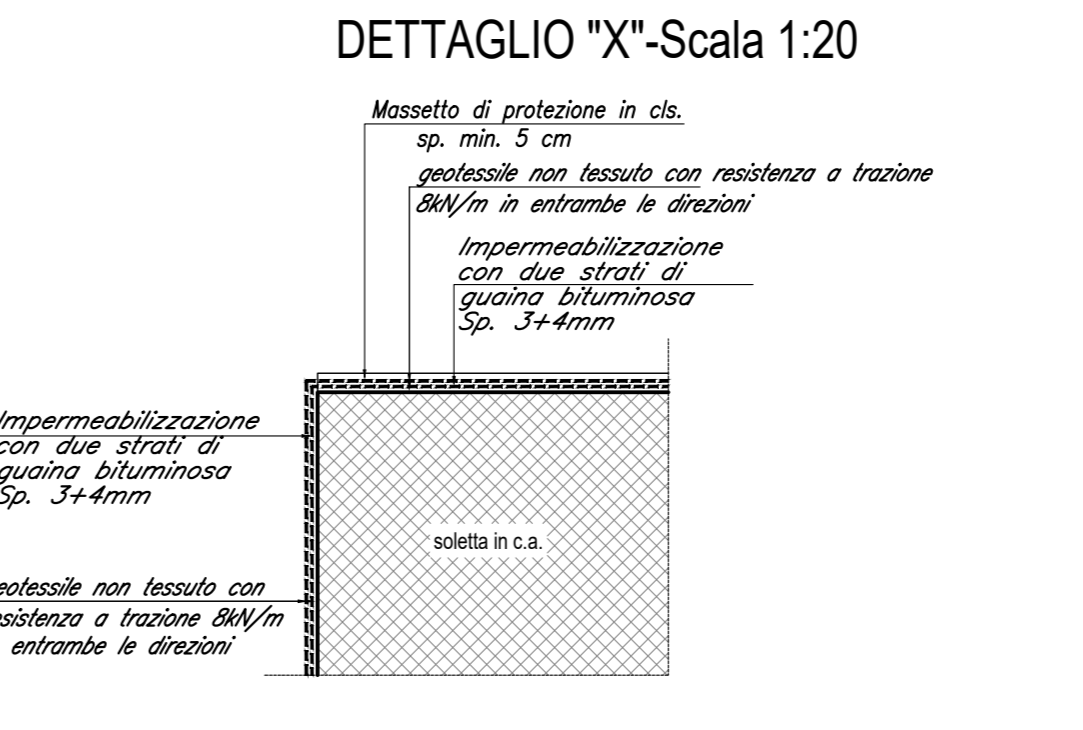 DETTAGLIO "X"-Scala 1:20
Massetto di protezione in cls.
sp. min. 5 cm
geotessile non tessuto con resistenza a trazione
8kN/m in entrambe le direzioni
Impermeabilizzazione
con due strati di
guaina bituminosa
Sp. 3+4mm
Impermeabilizzazione
con due strati di
guaina bituminosa
Sp. 3+4mm
soletta in c.a.
eotessile non tessuto con
sistenza a trazione 8kN/m
entrambe le direzioni